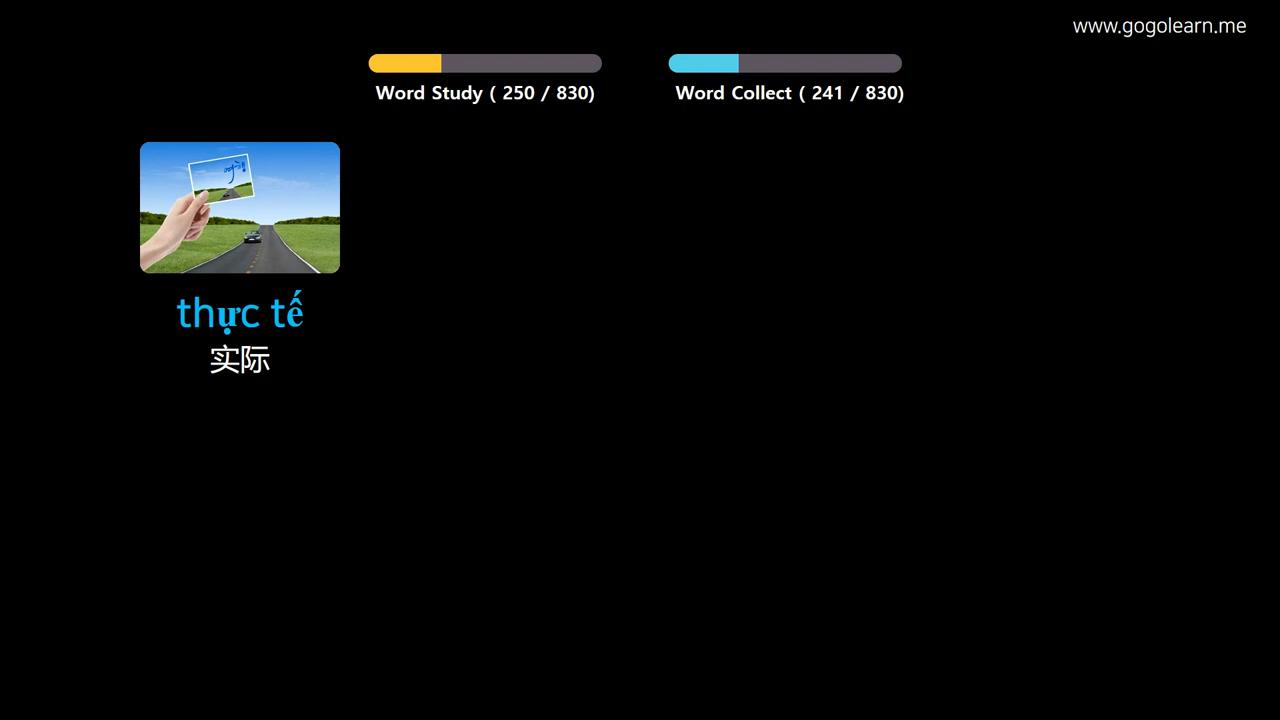 www.gogolearn.me
Word Study ( 250 / 830)
Word Collect ( 241 / 830)
thực tế
实际